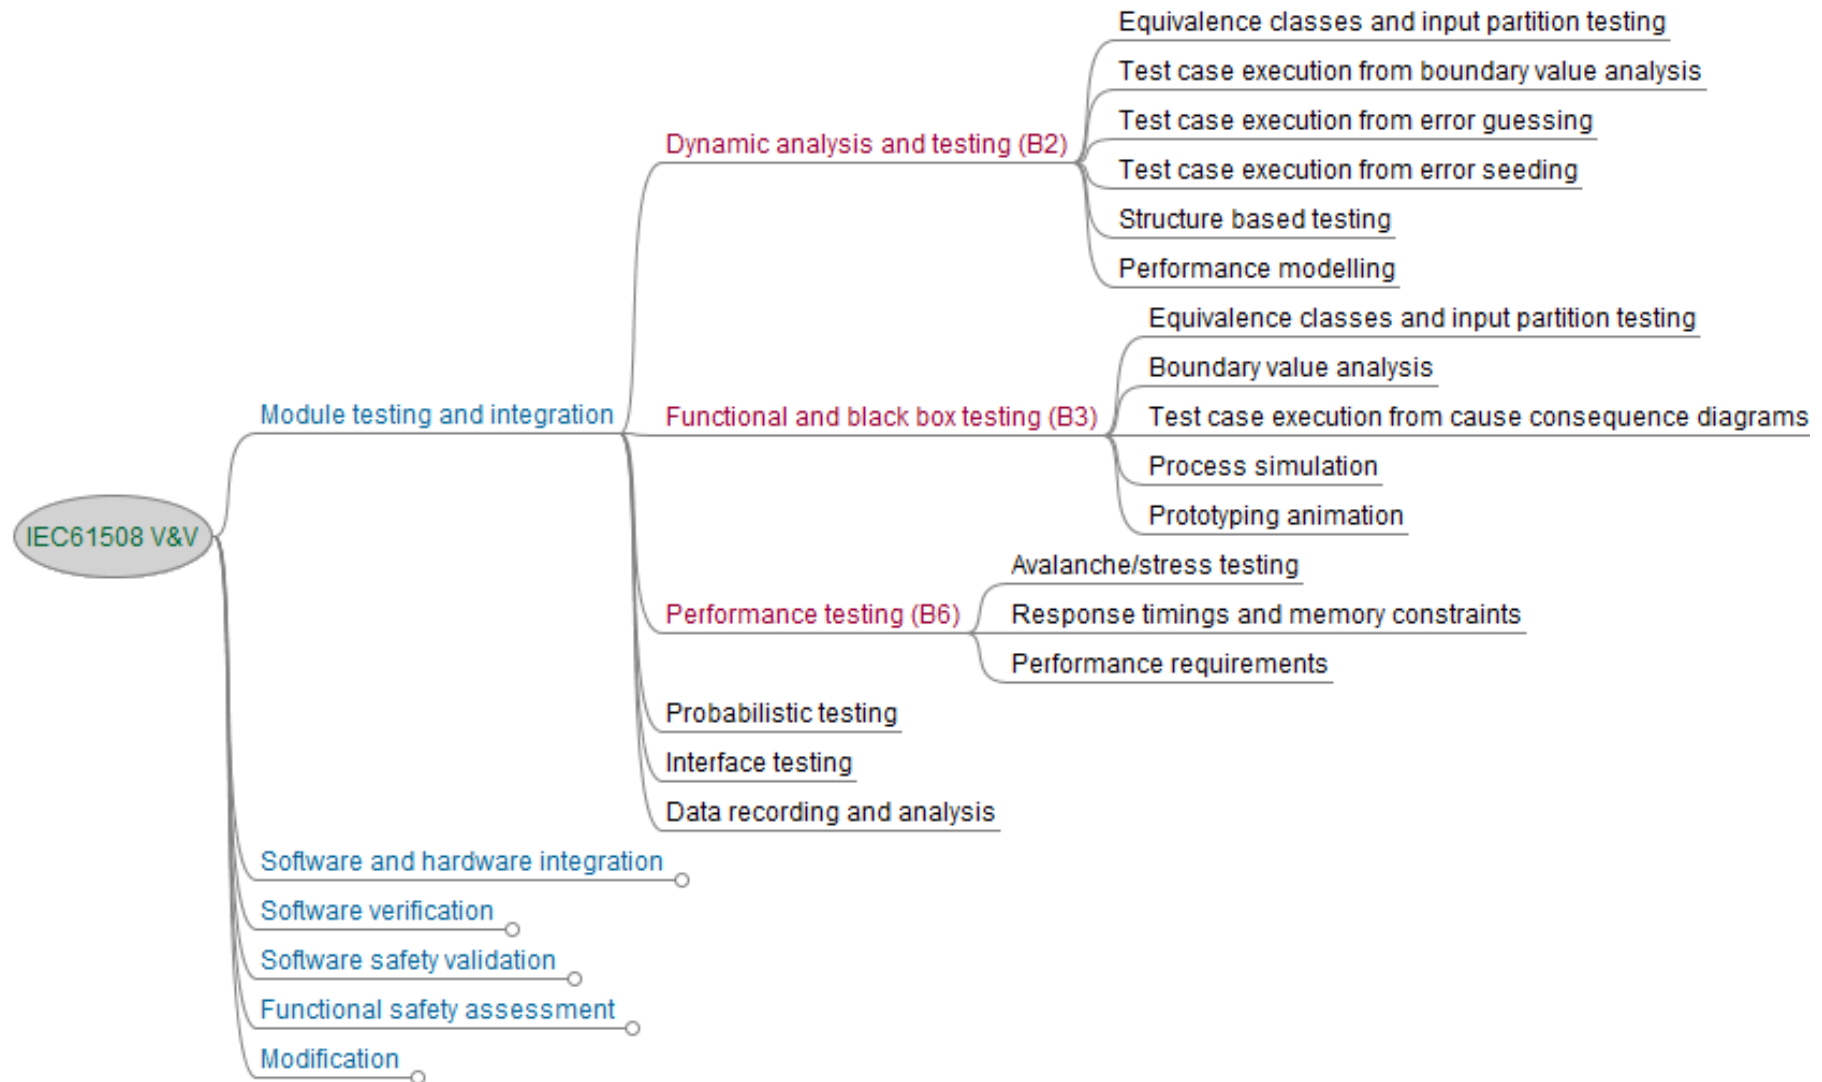 Equivalence classes and input partition testing
Test case execution from boundary value analysis
Test case execution from error guessing
Dynamic analysis and testing (B2)
Test case execution from error seeding
Structure based testing
Performance modelling
Equivalence classes and input partition testing
Boundary value analysis
Module testing and integration
Functional and black box testing (B3)
Test case execution from cause consequence diagrams
Process simulation
Prototyping animation
IEC61508 V&V
Avalanche/stress testing
Performance testing (B6)
Response timings and memory constraints
Performance requirements
Probabilistic testing
Interface testing
Data recording and analysis
Software and hardware integration
Software verification
Software safety validation
Functional safety assessment
Modification